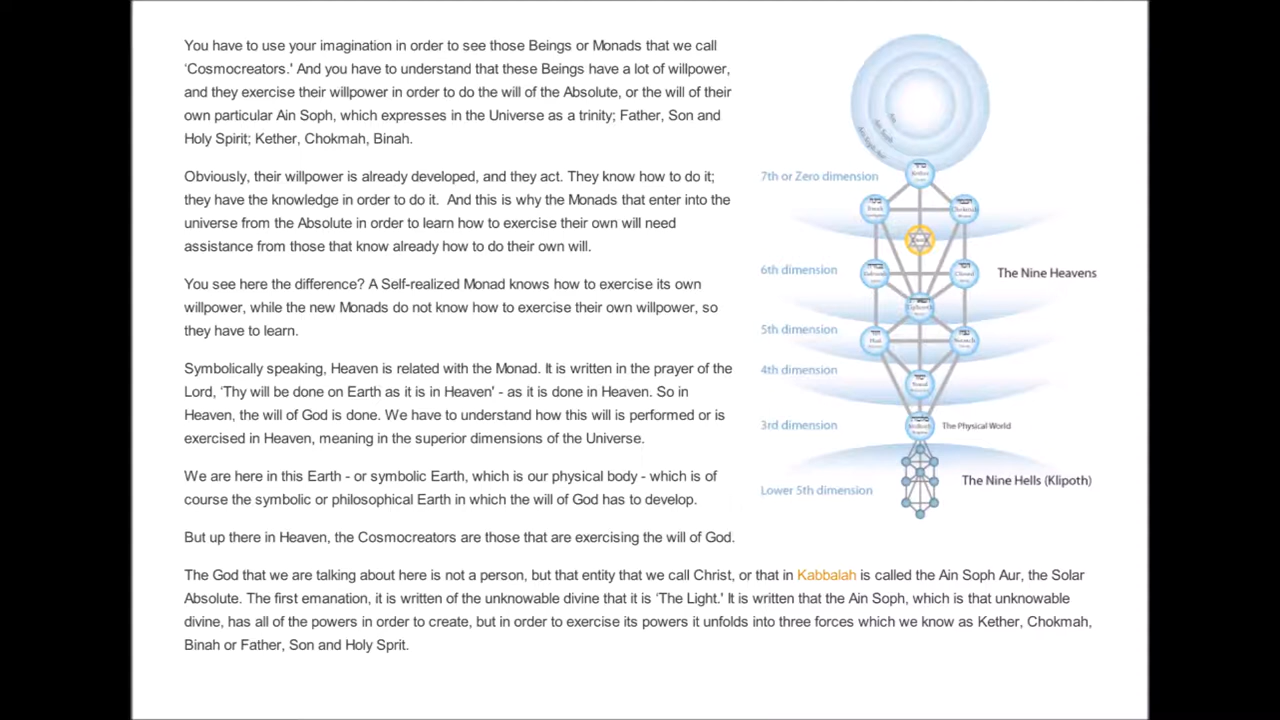 You have to use your imagination in order to see those Beings or Monads that we call
‘Cosmocreators.' And you have to understand that these Beings have a lot of willpower,
and they exercise their willpower in order to do the will of the Absolute, or the will of their
own particular Ain Soph, which expresses in the Universe as a trinity; Father, Son and
Holy Spirit; Kether, Chokmah, Binah.
Obviously, their willpower is already developed, and they act. They know how to do it;
they have the knowledge in order to do it.  And this is why the Monads that enter into the
universe from the Absolute in order to learn how to exercise their own will need
assistance from those that know already how to do their own will.
You see here the difference? A Self-realized Monad knows how to exercise its own
willpower, while the new Monads do not know how to exercise their own willpower, so
they have to learn.
Symbolically speaking, Heaven is related with the Monad. It is written in the prayer of the
Lord, ‘Thy will be done on Earth as it is in Heaven' - as it is done in Heaven. So in
Heaven, the will of God is done. We have to understand how this will is performed or is
exercised in Heaven, meaning in the superior dimensions of the Universe.
We are here in this Earth - or symbolic Earth, which is our physical body - which is of
course the symbolic or philosophical Earth in which the will of God has to develop.
But up there in Heaven, the Cosmocreators are those that are exercising the will of God.
The God that we are talking about here is not a person, but that entity that we call Christ, or that in Kabbalah is called the Ain Soph Aur, the Solar
Absolute. The first emanation, it is written of the unknowable divine that it is ‘The Light.' It is written that the Ain Soph, which is that unknowable
divine, has all of the powers in order to create, but in order to exercise its powers it unfolds into three forces which we know as Kether, Chokmah,
Binah or Father, Son and Holy Sprit.
Ain
Ain Soph
Ain Soph Aur
7th or Zero dimension
Kether
Chokmah
6th dimension
The Nine Heavens
5th dimension
4th dimension
3rd dimension
The Physical World
Lower 5th dimension
The Nine Hells (Klipoth)